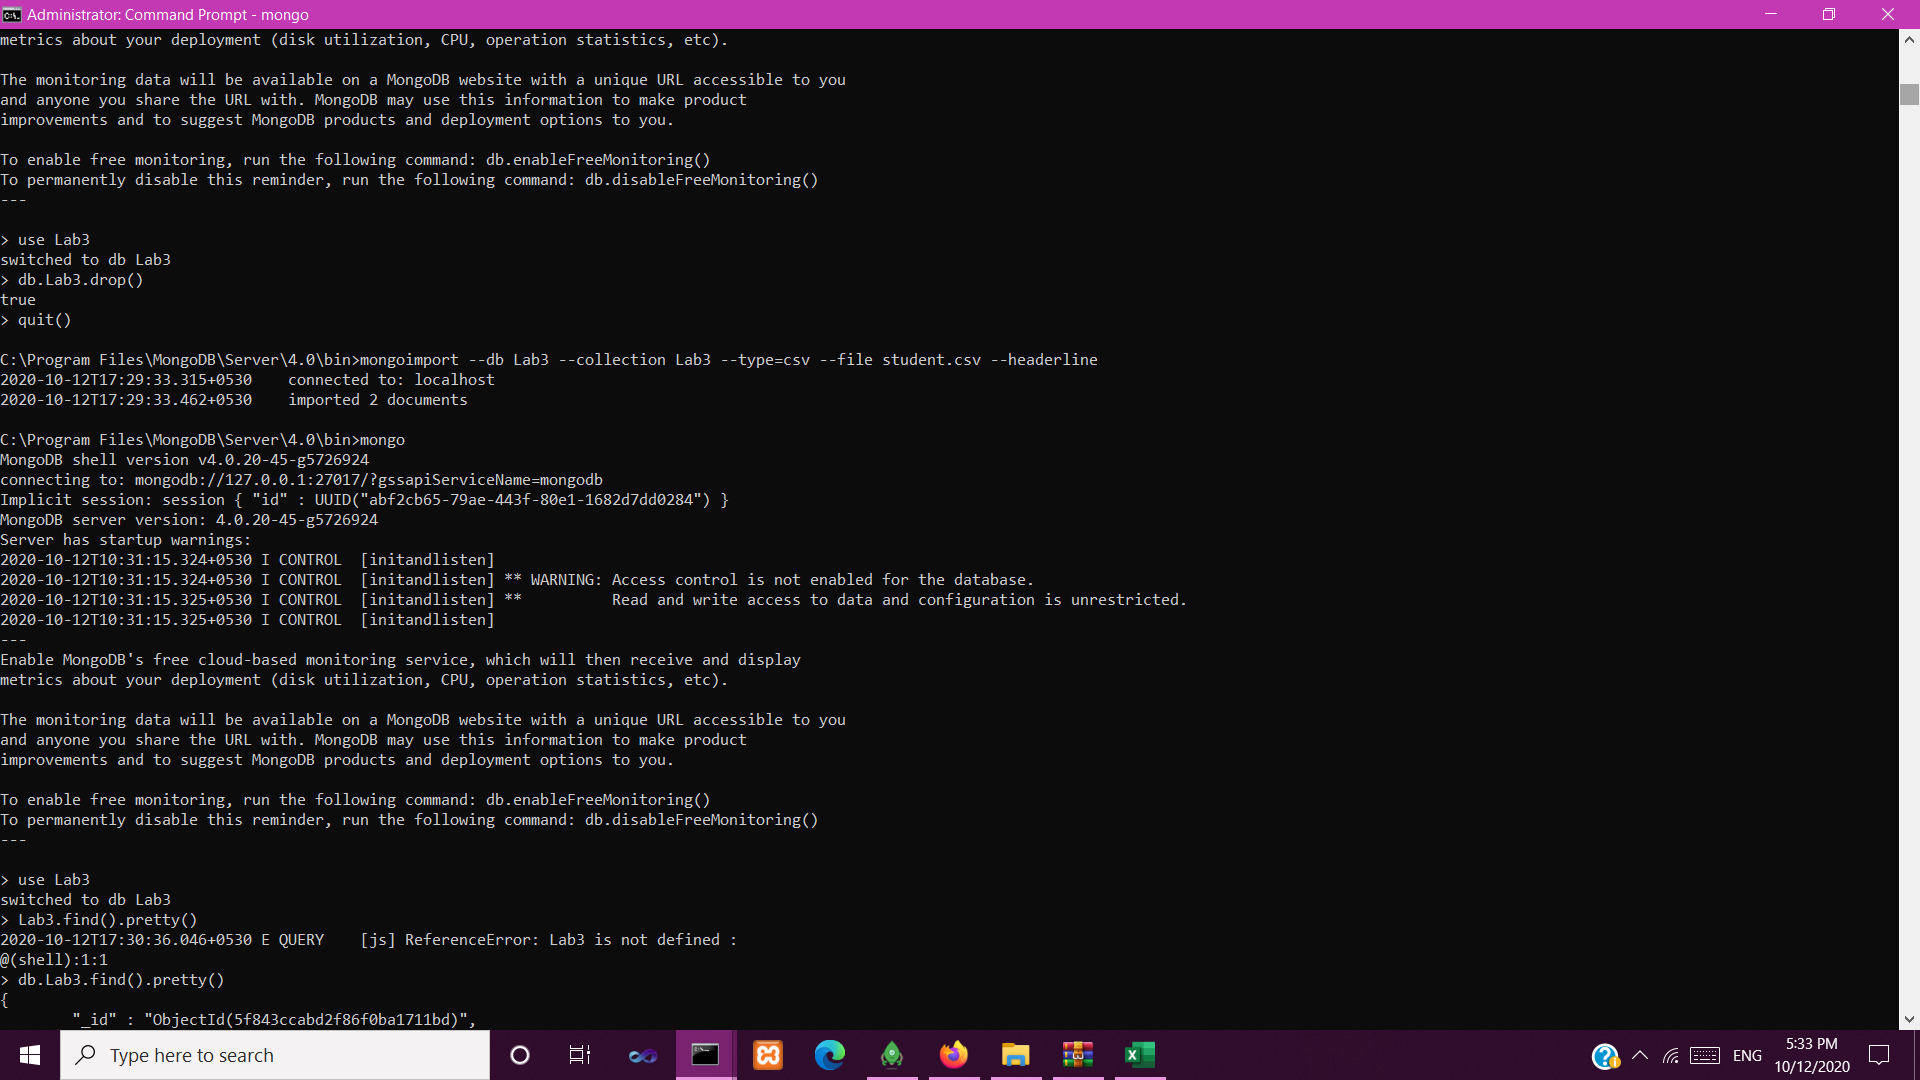 Administrator: Command Prompt - mongo
metrics about your deployment (disk utilization, CPU, operation statistics, etc).
The monitoring data will be available on a MongoDB website with a unique URL accessible to you
and anyone you share the URL with. MongoDB may use this information to make product
improvements and to suggest MongoDB products and deployment options to you.
To enable free monitoring, run the following command: db.enableFreeMonitoring()
To permanently disable this reminder, run the following command: db.disableFreeMonitoring()
---
> use Lab3
switched to db Lab3
> db.Lab3.drop()
true
> quit()
C:\Program Files\MongoDB\Server\4.0\bin>mongoimport --db Lab3 --collection Lab3 --type=csv --file student.csv --headerline
2020-10-12T17:29:33.315+0530    connected to: localhost
2020-10-12T17:29:33.462+0530    imported 2 documents
C:\Program Files\MongoDB\Server\4.0\bin>mongo
MongoDB shell version v4.0.20-45-g5726924
connecting to: mongodb://127.0.0.1:27017/?gssapiServiceName=mongodb
Implicit session: session { "id" : UUID("abf2cb65-79ae-443f-80e1-1682d7dd0284") }
MongoDB server version: 4.0.20-45-g5726924
Server has startup warnings:
2020-10-12T10:31:15.324+0530 I CONTROL  [initandlisten]
2020-10-12T10:31:15.324+0530 I CONTROL  [initandlisten] ** WARNING: Access control is not enabled for the database.
2020-10-12T10:31:15.325+0530 I CONTROL  [initandlisten] **          Read and write access to data and configuration is unrestricted.
2020-10-12T10:31:15.325+0530 I CONTROL  [initandlisten]
---
Enable MongoDB's free cloud-based monitoring service, which will then receive and display
metrics about your deployment (disk utilization, CPU, operation statistics, etc).
The monitoring data will be available on a MongoDB website with a unique URL accessible to you
and anyone you share the URL with. MongoDB may use this information to make product
improvements and to suggest MongoDB products and deployment options to you.
To enable free monitoring, run the following command: db.enableFreeMonitoring()
To permanently disable this reminder, run the following command: db.disableFreeMonitoring()
---
> use Lab3
switched to db Lab3
> Lab3.find().pretty()
2020-10-12T17:30:36.046+0530 E QUERY    [js] ReferenceError: Lab3 is not defined :
@(shell):1:1
> db.Lab3.find().pretty()
{
        "_id" : "ObjectId(5f843ccabd2f86f0ba1711bd)",
Type here to search
ENG
5:33 PM
10/12/2020